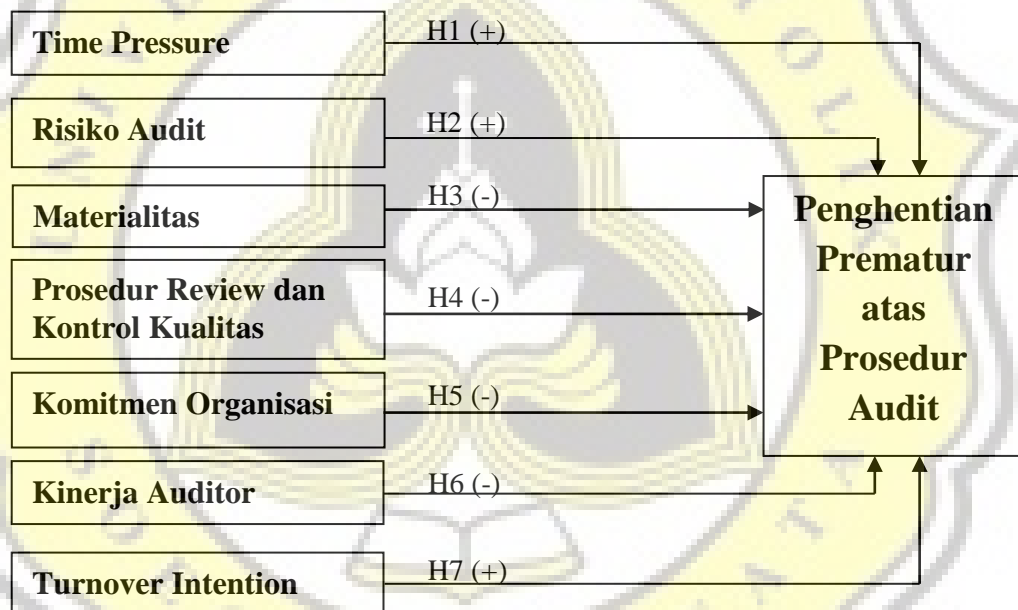 Time Pressure
H1 (+)
Risiko Audit
H2 (+)
Materialitas
H3 (-)
Prosedur Review dan
Kontrol Kualitas
H4 (-)
Komitmen Organisasi
H5 (-)
Kinerja Auditor
H6 (-)
Turnover Intention
H7 (+)
Penghentian
Prematur
atas
Prosedur
Audit